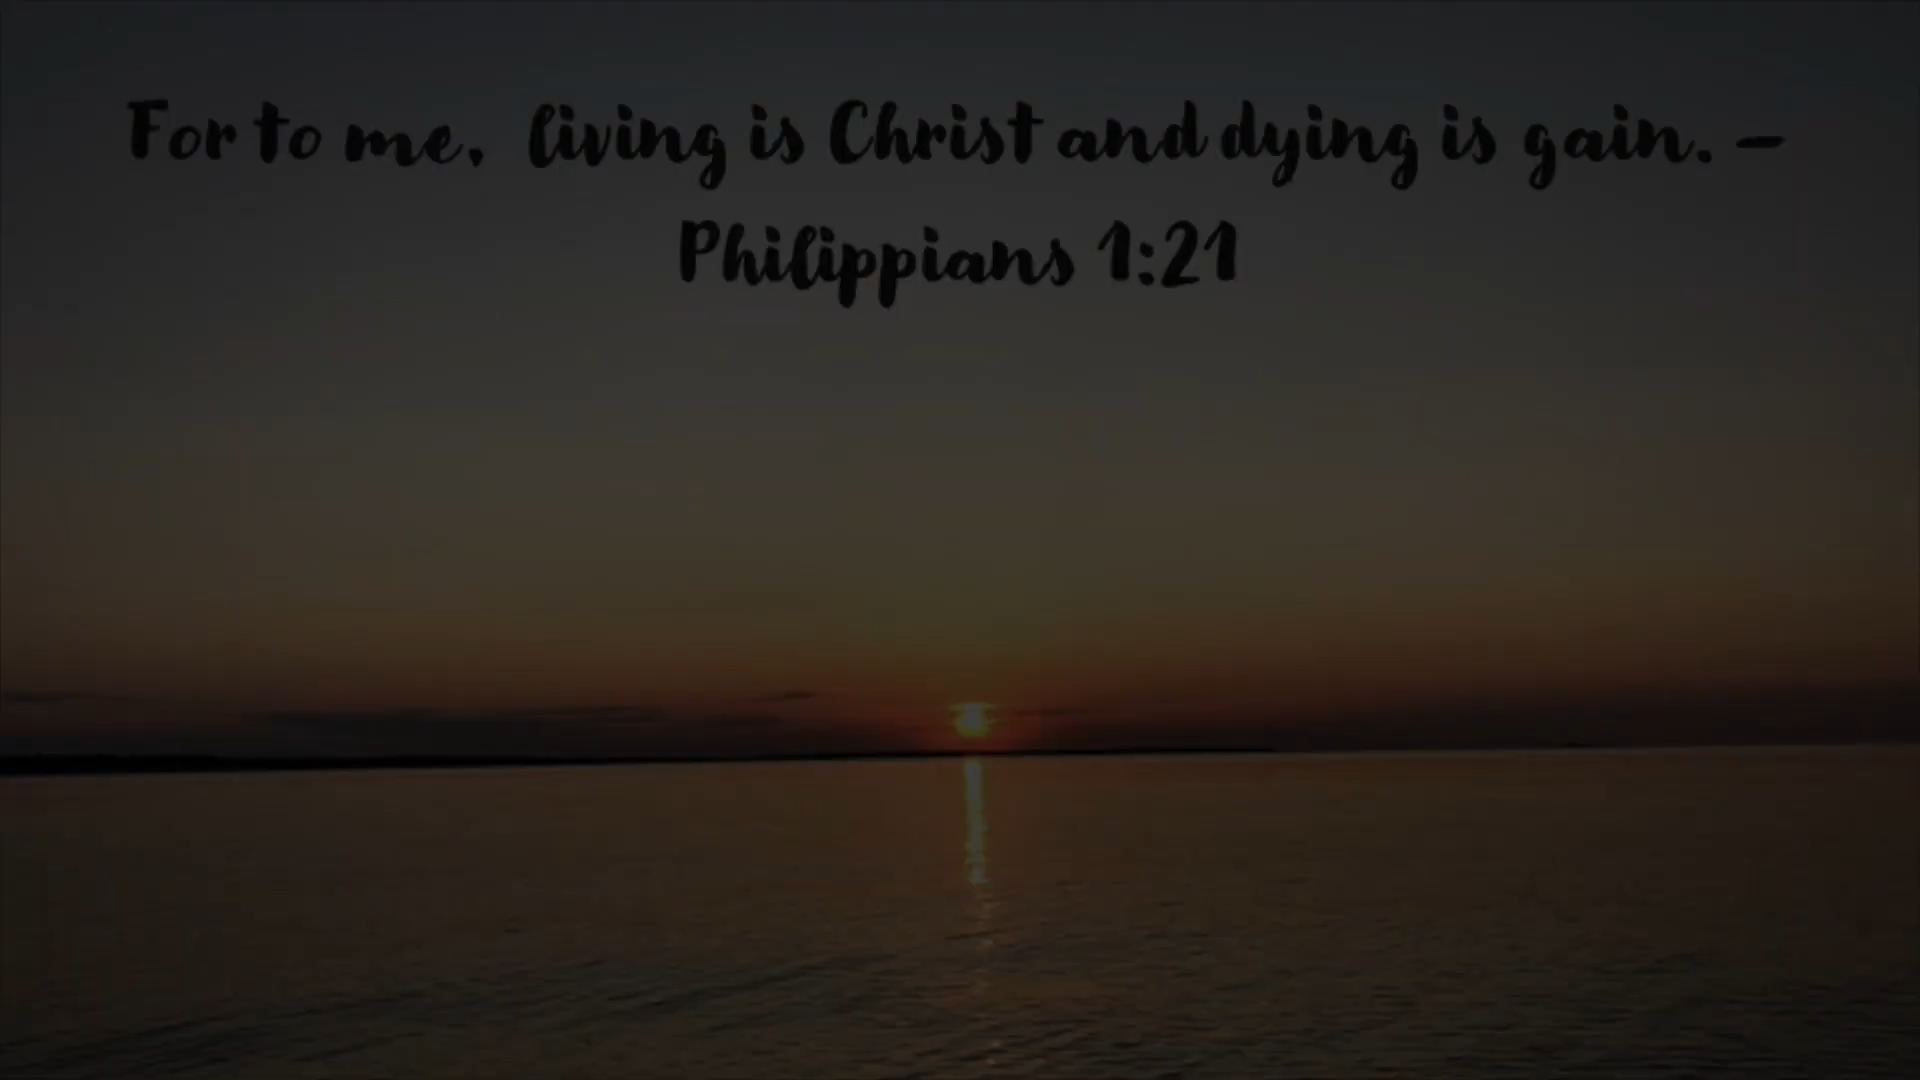 For to me, living is Christ and dying is gain. –
Philippians 1:21